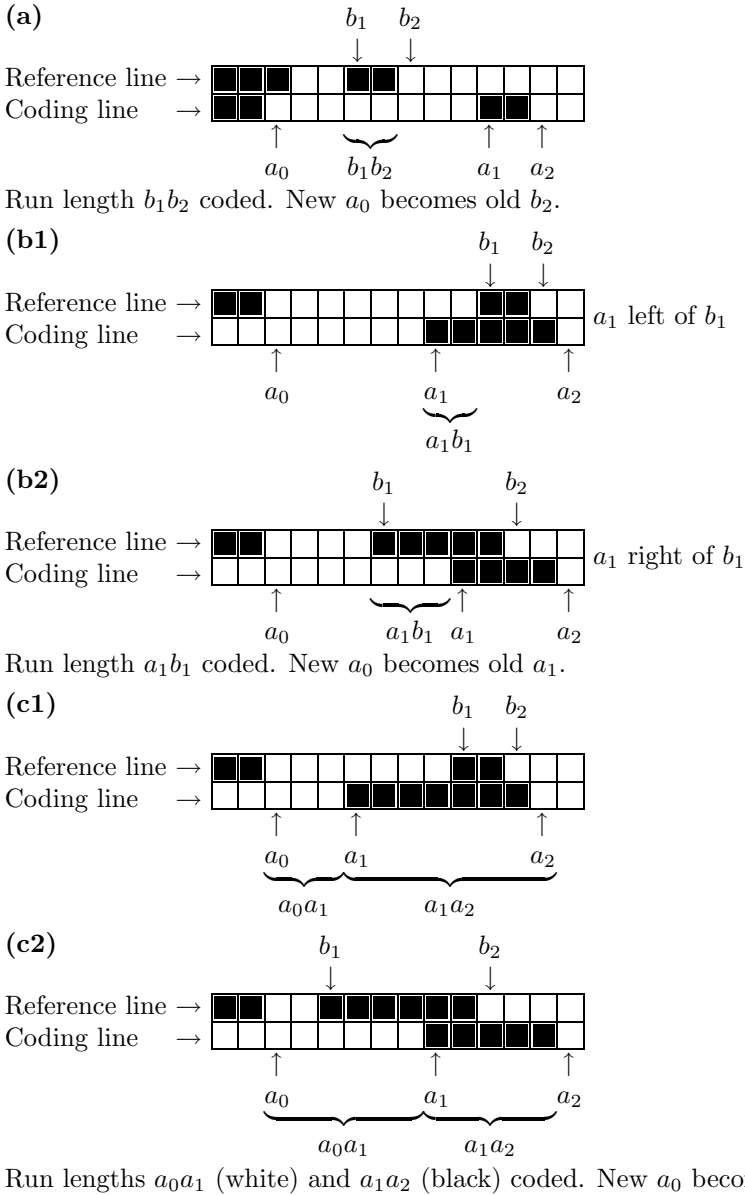 (a)
b₁ b₂
Reference line →
Coding line →
a₀ b₁b₂ a₁ a₂
Run length b₁b₂ coded. New a₀ becomes old b₂.
(b1)
b₁ b₂
Reference line →
a₁ left of b₁
Coding line →
a₀ a₁ a₂
a₁b₁
(b2)
b₁ b₂
Reference line →
a₁ right of b₁
Coding line →
a₀ a₁b₁ a₁ a₂
Run length a₁b₁ coded. New a₀ becomes old a₁.
(c1)
b₁ b₂
Reference line →
Coding line →
a₀ a₁ a₂
a₀a₁ a₁a₂
(c2)
b₁ b₂
Reference line →
Coding line →
a₀ a₁ a₂
a₀a₁ a₁a₂
Run lengths a₀a₁ (white) and a₁a₂ (black) coded. New a₀